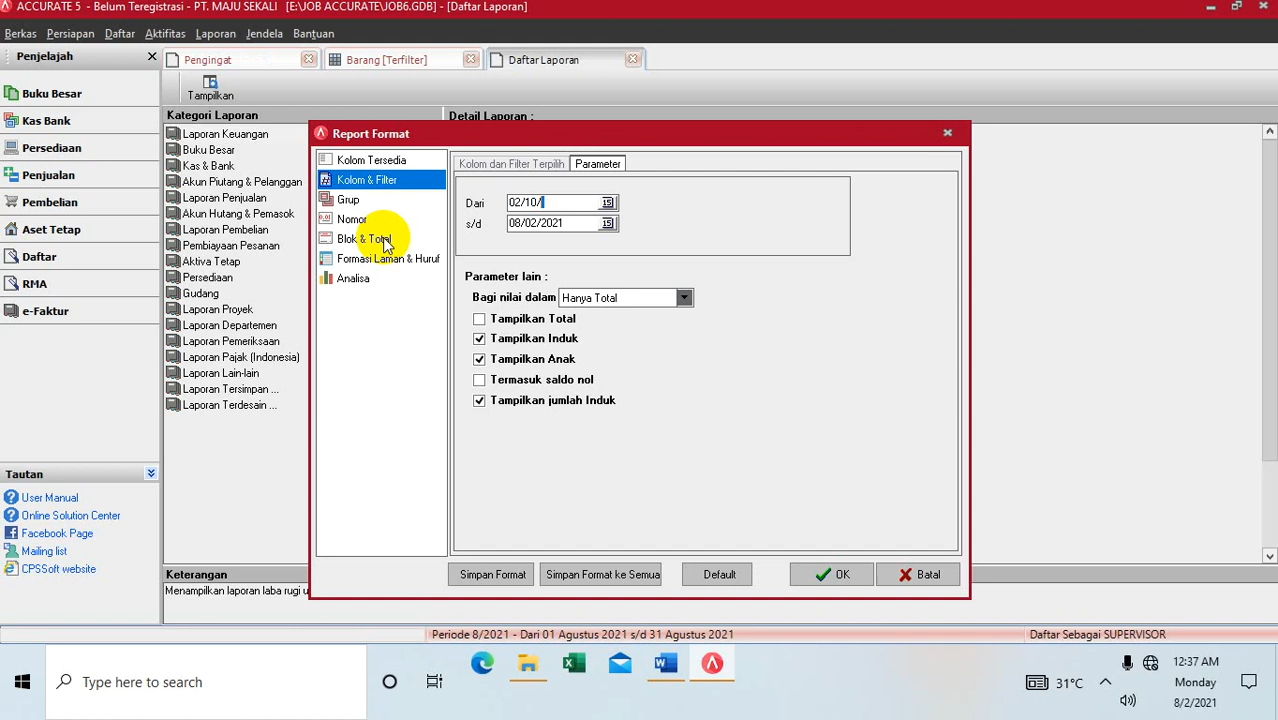 ACCURATE 5 - Belum Teregistrasi - PT. MAJU SEKALI [E:\JOB ACCURATE\JOB6.GDB] - [Daftar Laporan]
Berkas Persiapan Daftar Aktifitas Laporan Jendela Bantuan
Penjelajah
Pengingat
Barang [Terfilter]
Daftar Laporan
Tampilkan
Buku Besar
Kas Bank
Persediaan
Penjualan
Pembelian
Aset Tetap
Daftar
RMA
e-Faktur
Tautan
User Manual
Online Solution Center
Facebook Page
Mailing list
CPSSoft website
Kategori Laporan
Laporan Keuangan
Buku Besar
Kas & Bank
Akun Piutang & Pelanggan
Laporan Penjualan
Akun Hutang & Pemasok
Laporan Pembelian
Pembiayaan Pesanan
Aktiva Tetap
Persediaan
Gudang
Laporan Proyek
Laporan Departemen
Laporan Pemeriksaan
Laporan Pajak (Indonesia)
Laporan Lain-lain
Laporan Tersimpan ...
Laporan Terdesain ...
Detail Laporan :
Report Format
Kolom Tersedia
Kolom & Filter
Grup
Nomor
Blok & Total
Formasi Laman & Huruf
Analisa
Kolom dan Filter Terpilih
Parameter
Dari 02/10/
s/d 08/02/2021
Parameter lain :
Bagi nilai dalam Hanya Total
Tampilkan Total
Tampilkan Induk
Tampilkan Anak
Termasuk saldo nol
Tampilkan jumlah Induk
Simpan Format
Simpan Format ke Semua
Default
OK
Batal
Keterangan
Menampilkan laporan laba rugi
Periode 8/2021 - Dari 01 Agustus 2021 s/d 31 Agustus 2021
Daftar Sebagai SUPERVISOR
Type here to search
31°C
12:37 AM
Monday
8/2/2021